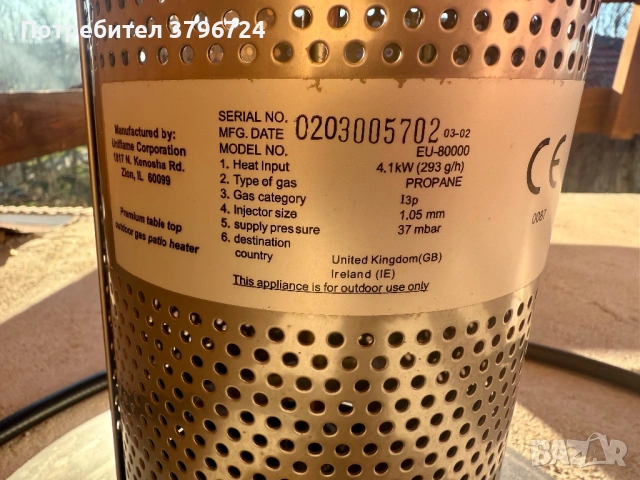 Потребител 3796724
Manufactured by:
Uniflame Corporation
1817 N. Kenosha Rd.
Zion, IL 60099
Premium table top
outdoor gas patio heater
SERIAL NO. 0203005702
MFG. DATE 03-02
MODEL NO. EU-80000
1. Heat Input 4.1kW (293 g/h)
2. Type of gas PROPANE
3. Gas category I3p
4. Injector size 1.05 mm
5. supply pressure 37 mbar
6. destination
country
United Kingdom(GB)
Ireland (IE)
This appliance is for outdoor use only
CE
0087
BAZAR